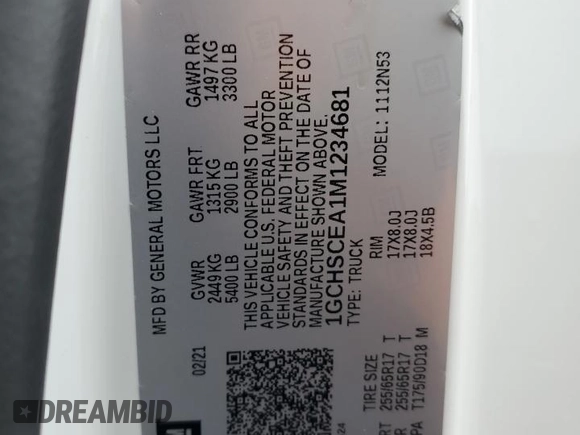 MFD BY GENERAL MOTORS LLC
02/21
GVWR
2449 KG
5400 LB
GAWR FRT
1315 KG
2900 LB
GAWR RR
1497 KG
3300 LB
THIS VEHICLE CONFORMS TO ALL
APPLICABLE U.S. FEDERAL MOTOR
VEHICLE SAFETY AND THEFT PREVENTION
STANDARDS IN EFFECT ON THE DATE OF
MANUFACTURE SHOWN ABOVE.
1GCHSCEA1M1234681
TYPE: TRUCK
MODEL: 1112N53
TIRE SIZE
RIM
RT 255/65R17 T 17X8.0J
RR 255/65R17 T 17X8.0J
PA T175/90D18 M 18X4.5B
24
DREAMBID